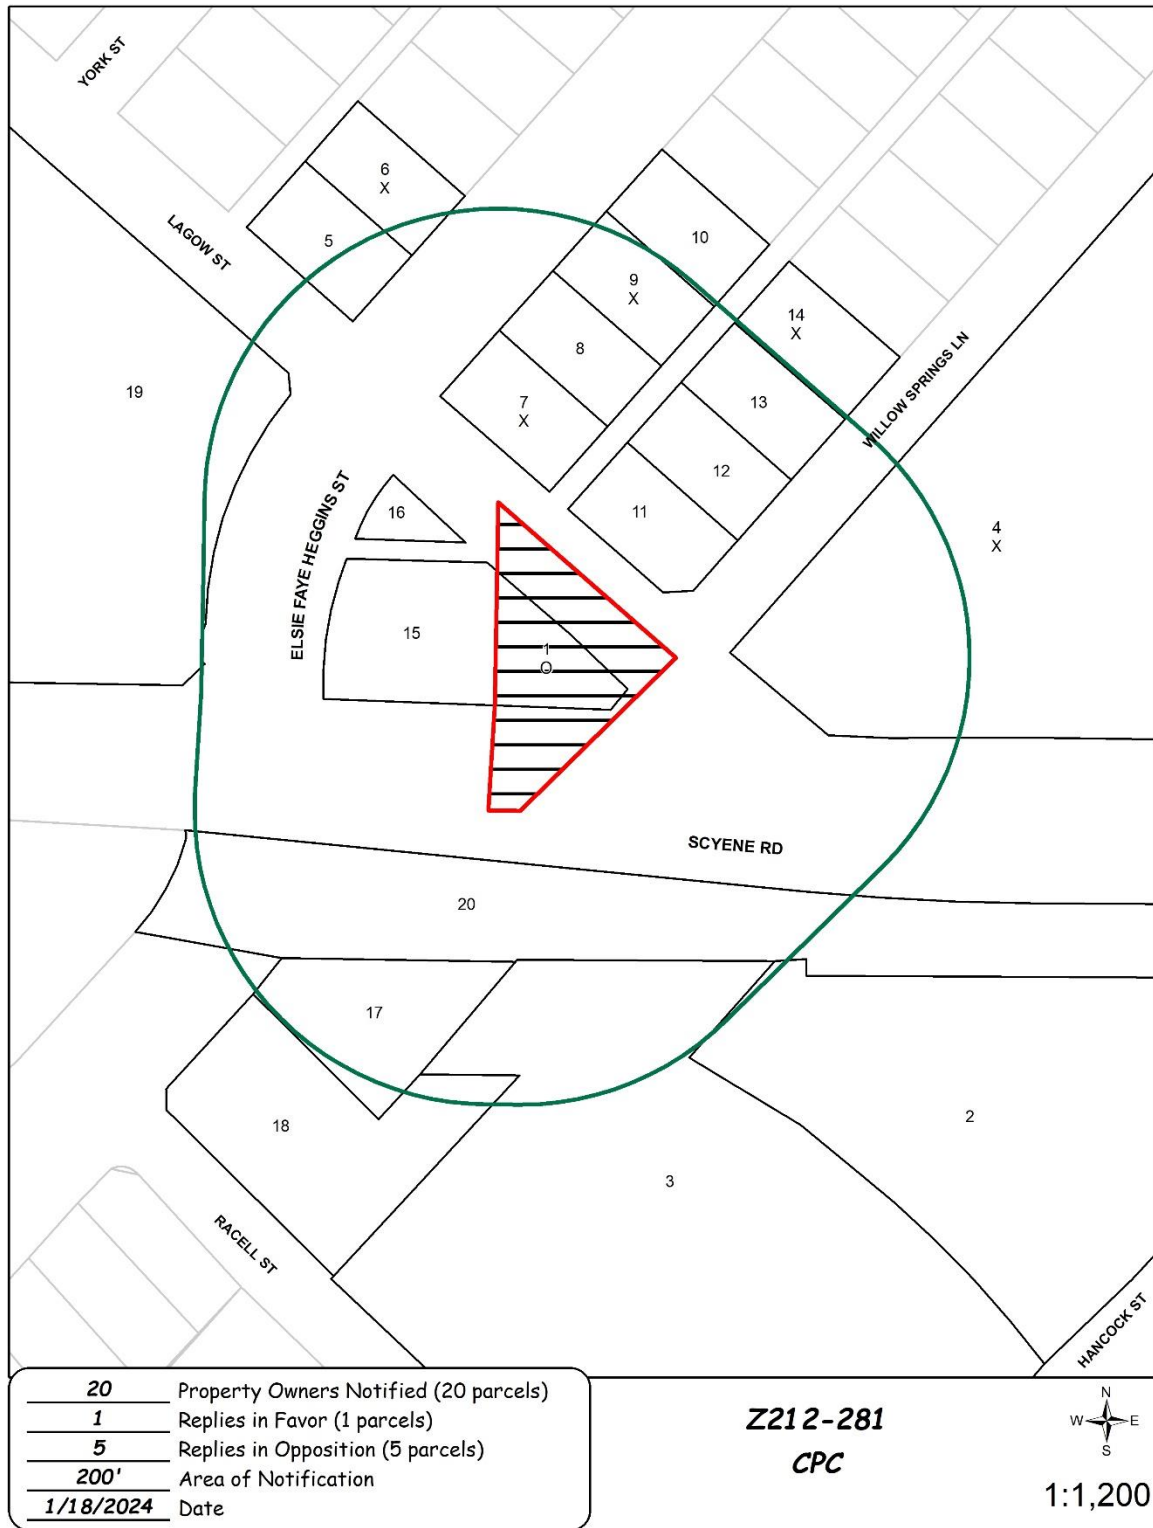 YORK ST
6
X
LAGOW ST
5
10
9
X
14
X
8
19
13
7
X
WILLOW SPRINGS LN
12
16
11
4
X
ELSIE FAYE HEGGINS ST
15
1
O
SCYENE RD
20
17
2
18
3
RACELL ST
HANCOCK ST
20 Property Owners Notified (20 parcels)
1 Replies in Favor (1 parcels)
5 Replies in Opposition (5 parcels)
200' Area of Notification
1/18/2024 Date
Z212-281
CPC
N
W E
S
1:1,200